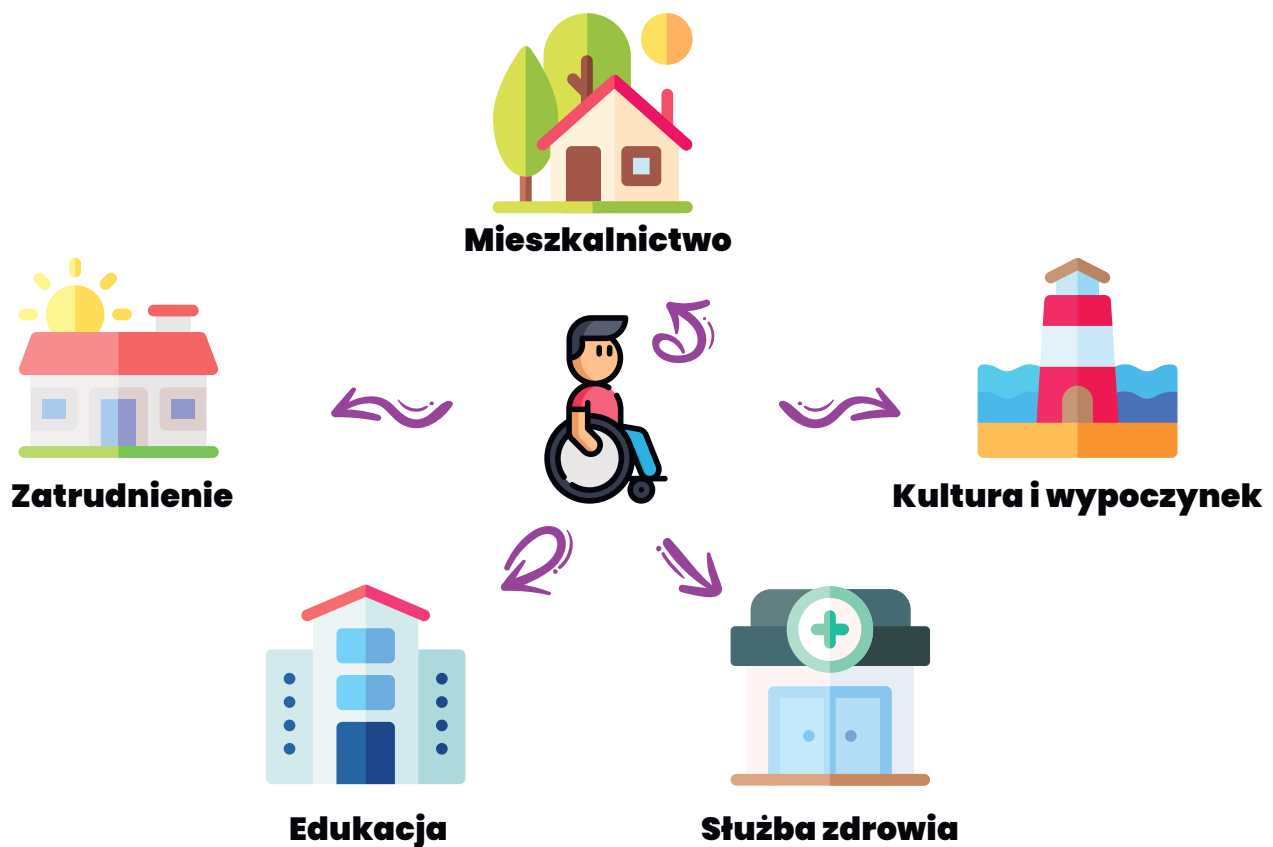 Mieszkalnictwo
Zatrudnienie
Kultura i wypoczynek
Edukacja
Służba zdrowia